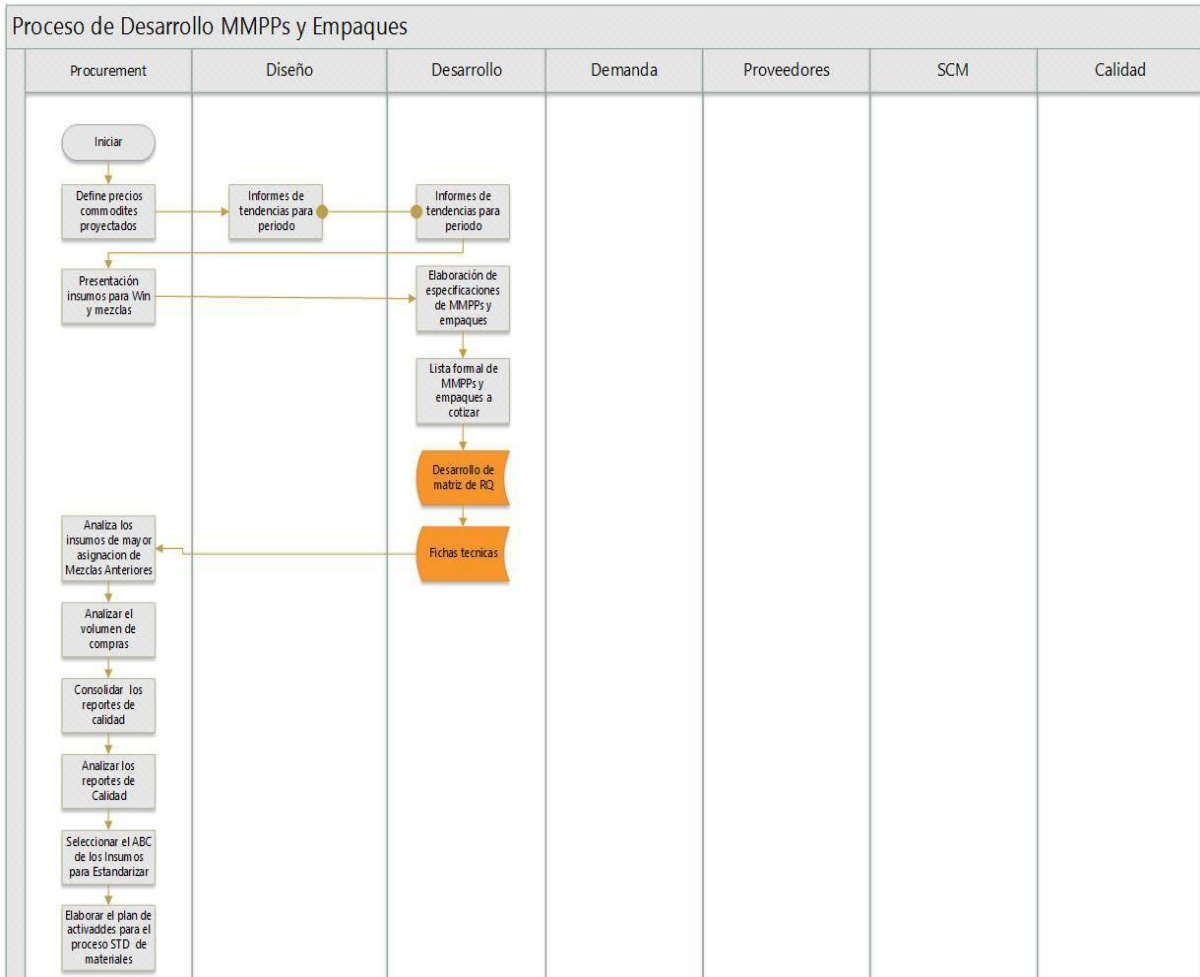 Proceso de Desarrollo MMPPs y Empaques
Procurement
Diseño
Desarrollo
Demanda
Proveedores
SCM
Calidad
Iniciar
Define precios
commodites
proyectados
Informes de
tendencias para
periodo
Informes de
tendencias para
periodo
Presentación
insumos para Win
y mezclas
Elaboración de
especificaciones
de MMPPs y
empaques
Lista formal de
MMPPs y
empaques a
cotizar
Desarrollo de
matriz de RQ
Fichas tecnicas
Analiza los
insumos de mayor
asignacion de
Mezclas Anteriores
Analizar el
volumen de
compras
Consolidar los
reportes de
calidad
Analizar los
reportes de
Calidad
Seleccionar el ABC
de los Insumos
para Estandarizar
Elaborar el plan de
activaddes para el
proceso STD de
materiales